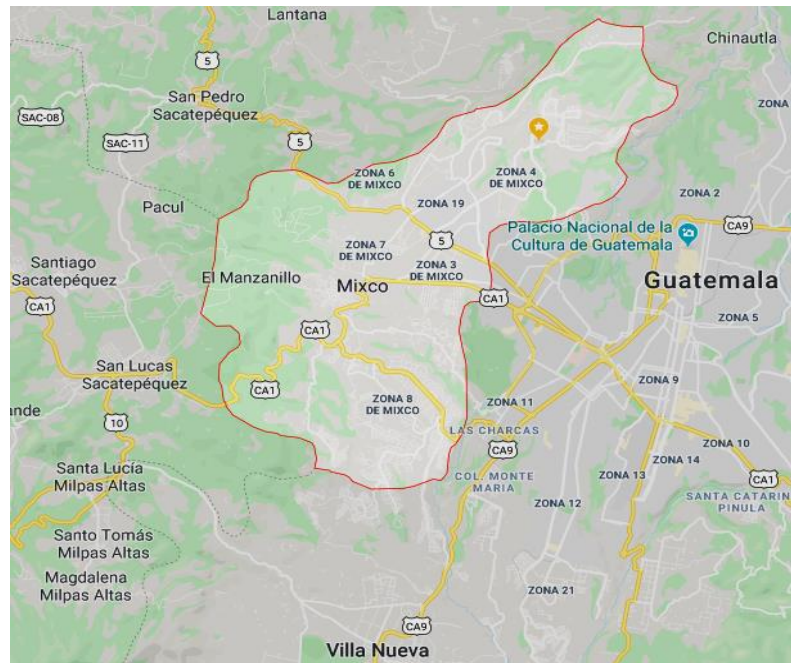 Lantana
Chinautla
5
San Pedro
Sacatepéquez
SAC-08
SAC-11
5
ZONA
ZONA 6
DE MIXCO
ZONA 4
DE MIXCO
Pacul
ZONA 19
ZONA 2
Palacio Nacional de la
Cultura de Guatemala
CA9
ZONA 7
DE MIXCO
5
Santiago
Sacatepéquez
El Manzanillo
ZONA 3
DE MIXCO
Mixco
Guatemala
CA1
CA1
CA1
ZONA 5
San Lucas
Sacatepéquez
CA1
ZONA 9
ande
10
ZONA 8
DE MIXCO
ZONA 11
LAS CHARCAS
ZONA 10
CA9
ZONA 14
Santa Lucía
Milpas Altas
COL. MONTE
MARIA
ZONA 13
CA1
SANTA CATARIN
PINULA
ZONA 12
Santo Tomás
Milpas Altas
Magdalena
Milpas Altas
ZONA 21
CA9
Villa Nueva